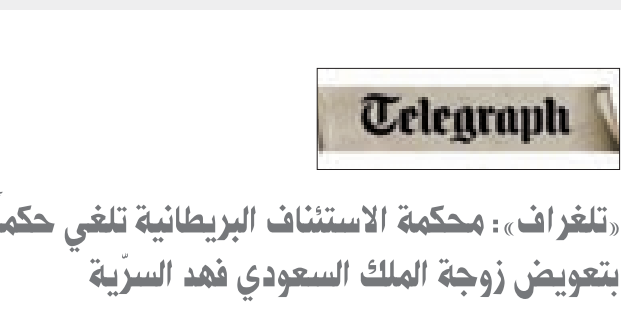 Telegraph
«تلغراف»: محكمة الاستئناف البريطانية تلغي حكماً
بتعويض زوجة الملك السعودي فهد السرّية